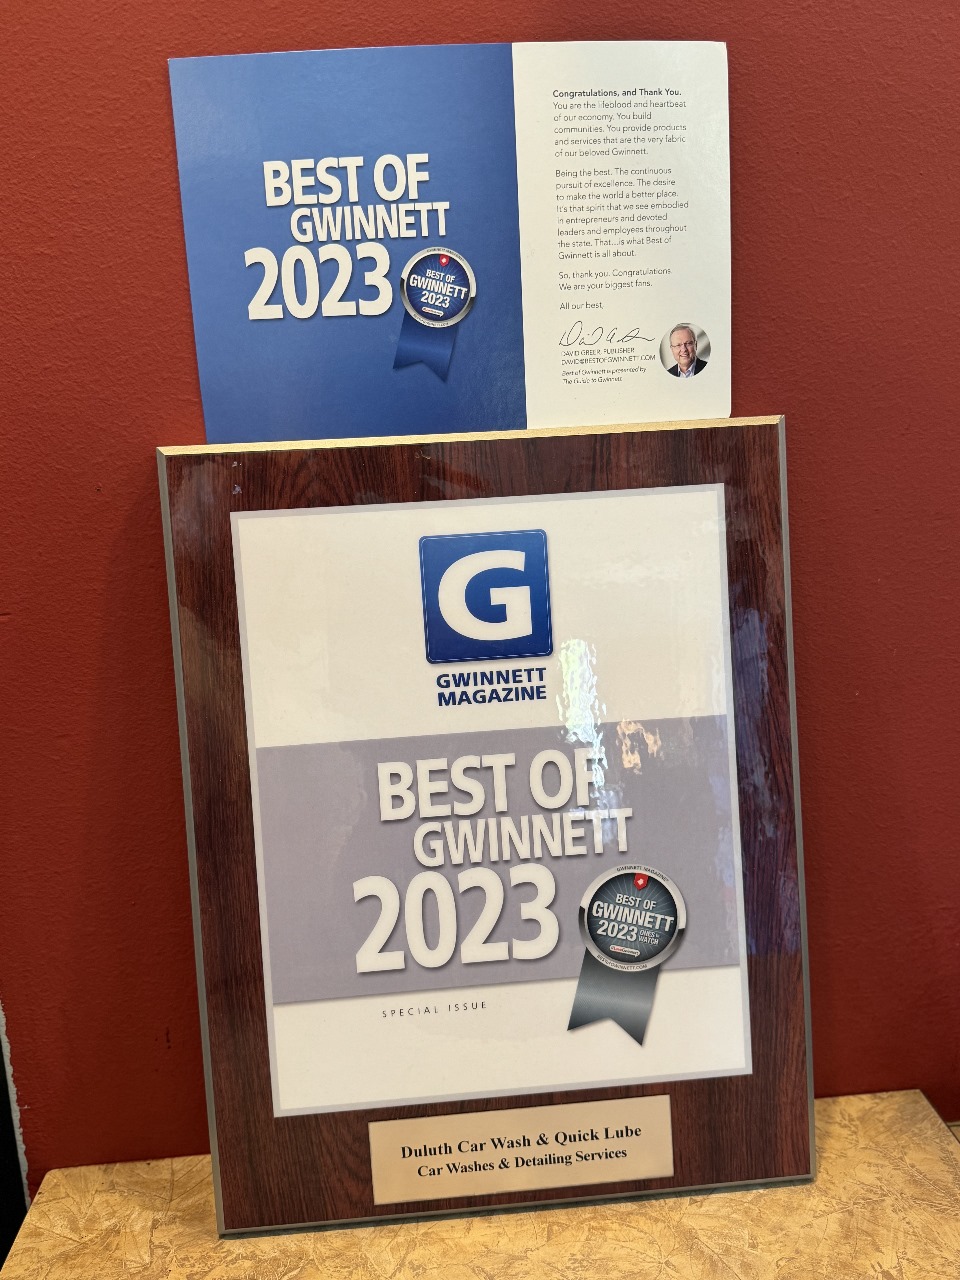 BEST OF
GWINNETT
2023
BEST OF
GWINNETT
2023
Congratulations, and Thank You.
You are the lifeblood and heartbeat
of our economy. You build
communities. You provide products
and services that are the very fabric
of our beloved Gwinnett.
Being the best. The continuous
pursuit of excellence. The desire
to make the world a better place.
It's that spirit that we see embodied
in entrepreneurs and devoted
leaders and employees throughout
the state. That...is what Best of
Gwinnett is all about.
So, thank you. Congratulations.
We are your biggest fans.
All our best,
DAVID GREER, PUBLISHER
DAVID@BESTOFGWINNETT.COM
Best of Gwinnett is presented by
The Guide to Gwinnett
G
GWINNETT
MAGAZINE
BEST OF
GWINNETT
2023
GWINNETT MAGAZINE
BEST OF
GWINNETT
2023 ONES to
WATCH
BESTOFGWINNETT.COM
SPECIAL ISSUE
Duluth Car Wash & Quick Lube
Car Washes & Detailing Services